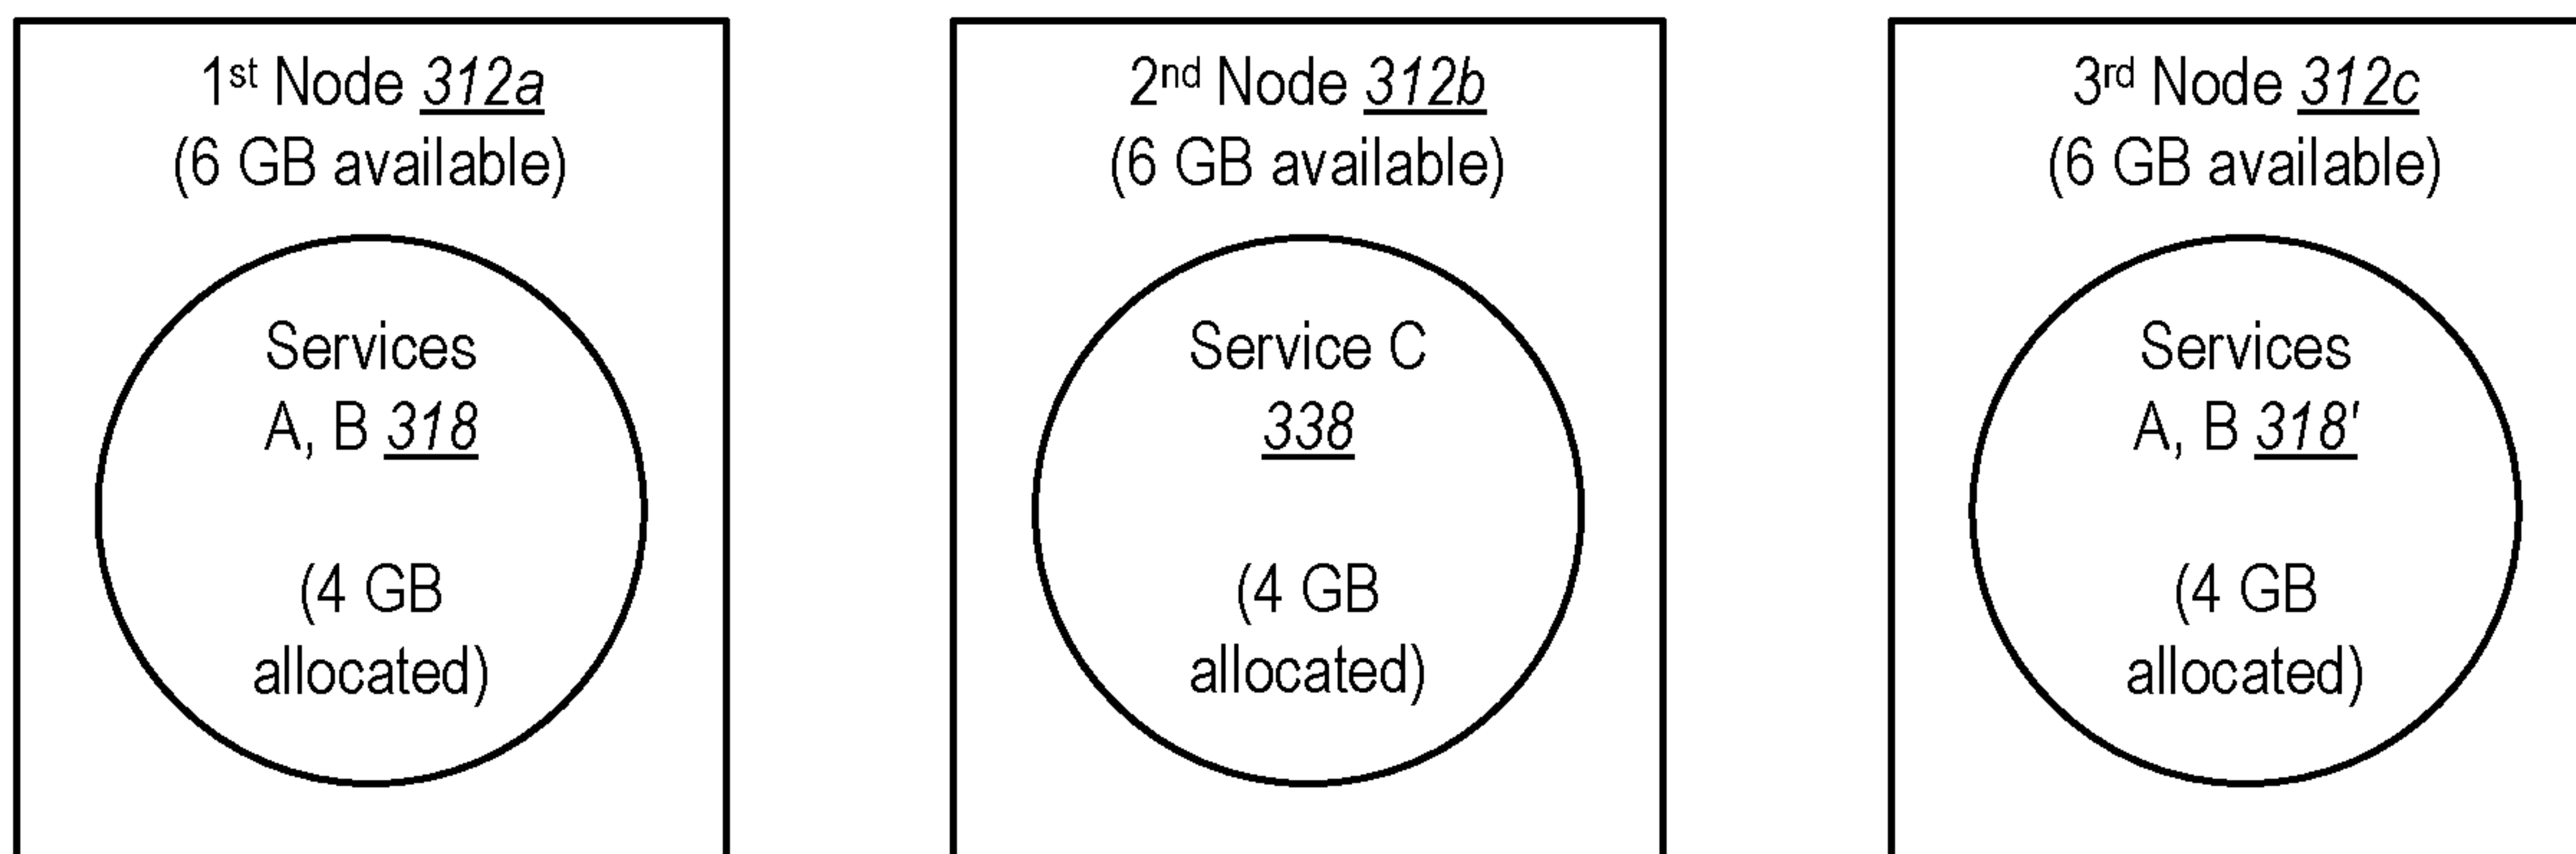 1st Node 312a
(6 GB available)
Services
A, B 318
(4 GB
allocated)
2nd Node 312b
(6 GB available)
Service C
338
(4 GB
allocated)
3rd Node 312c
(6 GB available)
Services
A, B 318'
(4 GB
allocated)